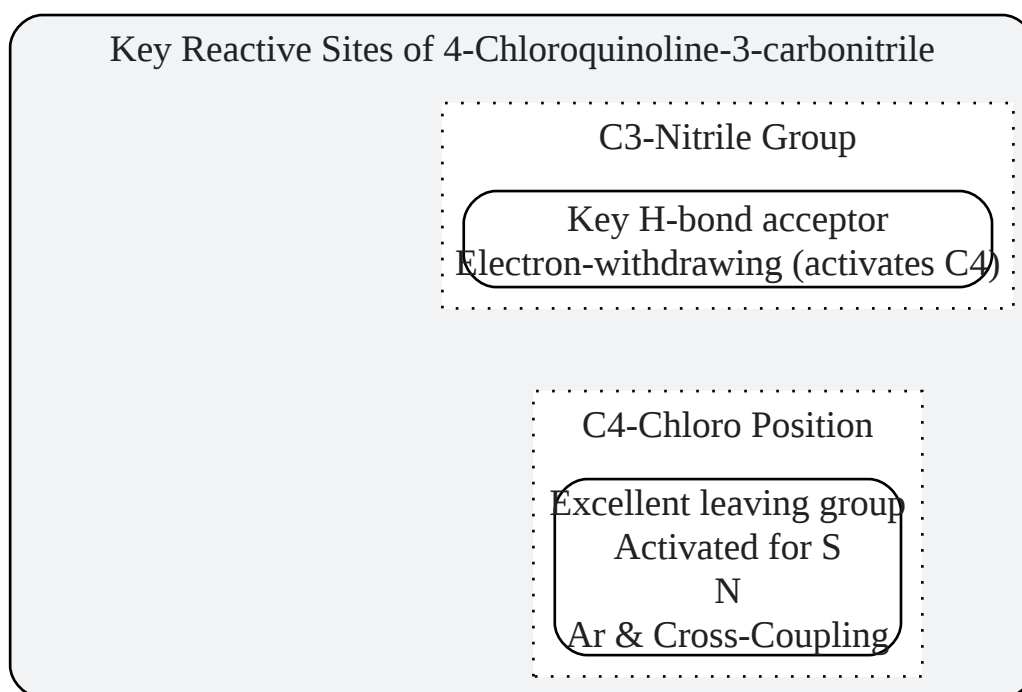 Key Reactive Sites of 4-Chloroquinoline-3-carbonitrile
C3-Nitrile Group
Key H-bond acceptor
Electron-withdrawing (activates C4)
C4-Chloro Position
Excellent leaving group
Activated for S
N
Ar & Cross-Coupling